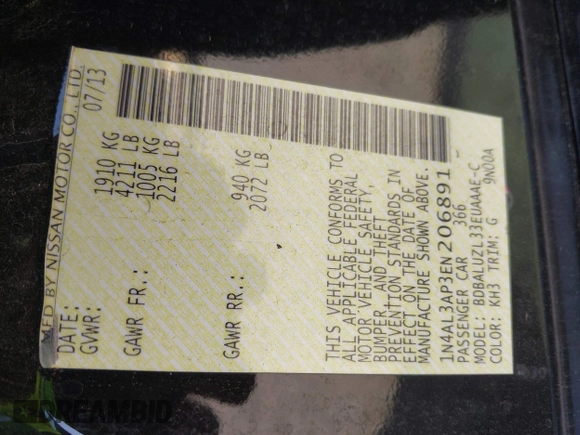 MFD BY NISSAN MOTOR CO., LTD.
DATE: 07/13
GVWR: 1910 KG
4211 LB
GAWR FR.: 1005 KG
2216 LB
GAWR RR.: 940 KG
2072 LB
THIS VEHICLE CONFORMS TO
ALL APPLICABLE FEDERAL
MOTOR VEHICLE SAFETY,
BUMPER, AND THEFT
PREVENTION STANDARDS IN
EFFECT ON THE DATE OF
MANUFACTURE SHOWN ABOVE.
1N4AL3AP3EN206891
PASSENGER CAR 366
MODEL: BDBALUZL33EUAAAE-C
COLOR: KH3 TRIM: G 9N00A
DREAMBID